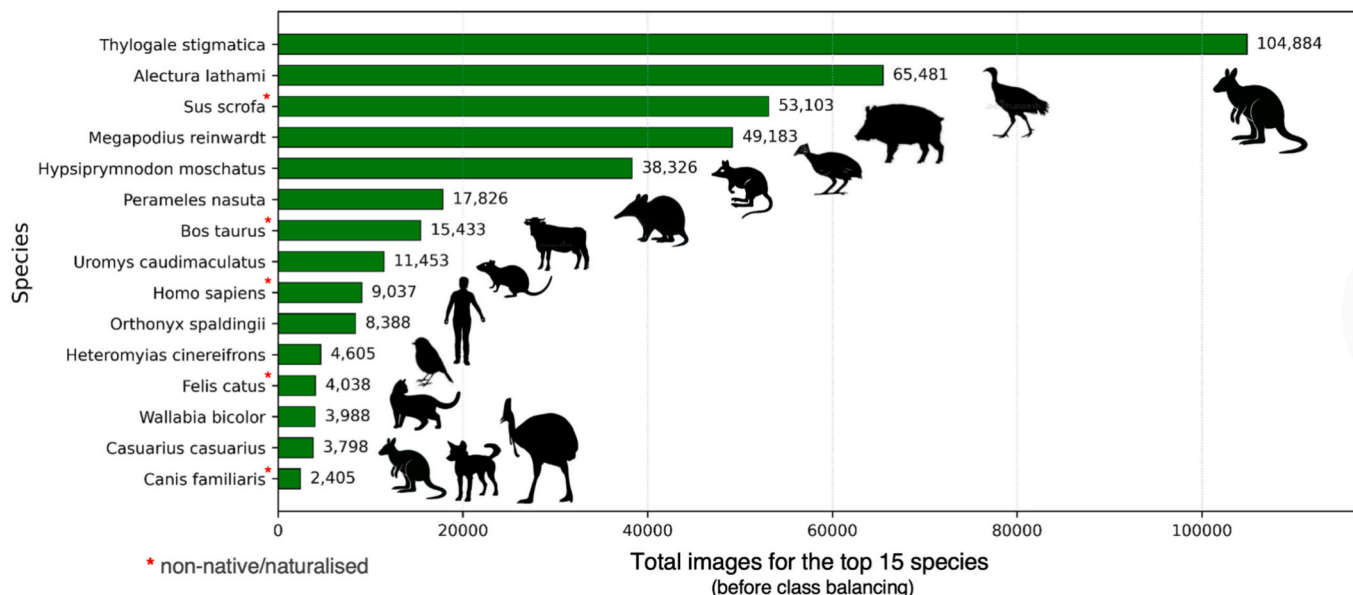 Species
Thylogale stigmatica 104,884
Alectura lathami 65,481
Sus scrofa* 53,103
Megapodius reinwardt 49,183
Hypsiprymnodon moschatus 38,326
Perameles nasuta 17,826
Bos taurus* 15,433
Uromys caudimaculatus 11,453
Homo sapiens* 9,037
Orthonyx spaldingii 8,388
Heteromyias cinereifrons 4,605
Felis catus* 4,038
Wallabia bicolor 3,988
Casuarius casuarius 3,798
Canis familiaris* 2,405
0 20000 40000 60000 80000 100000
* non-native/naturalised
Total images for the top 15 species
(before class balancing)